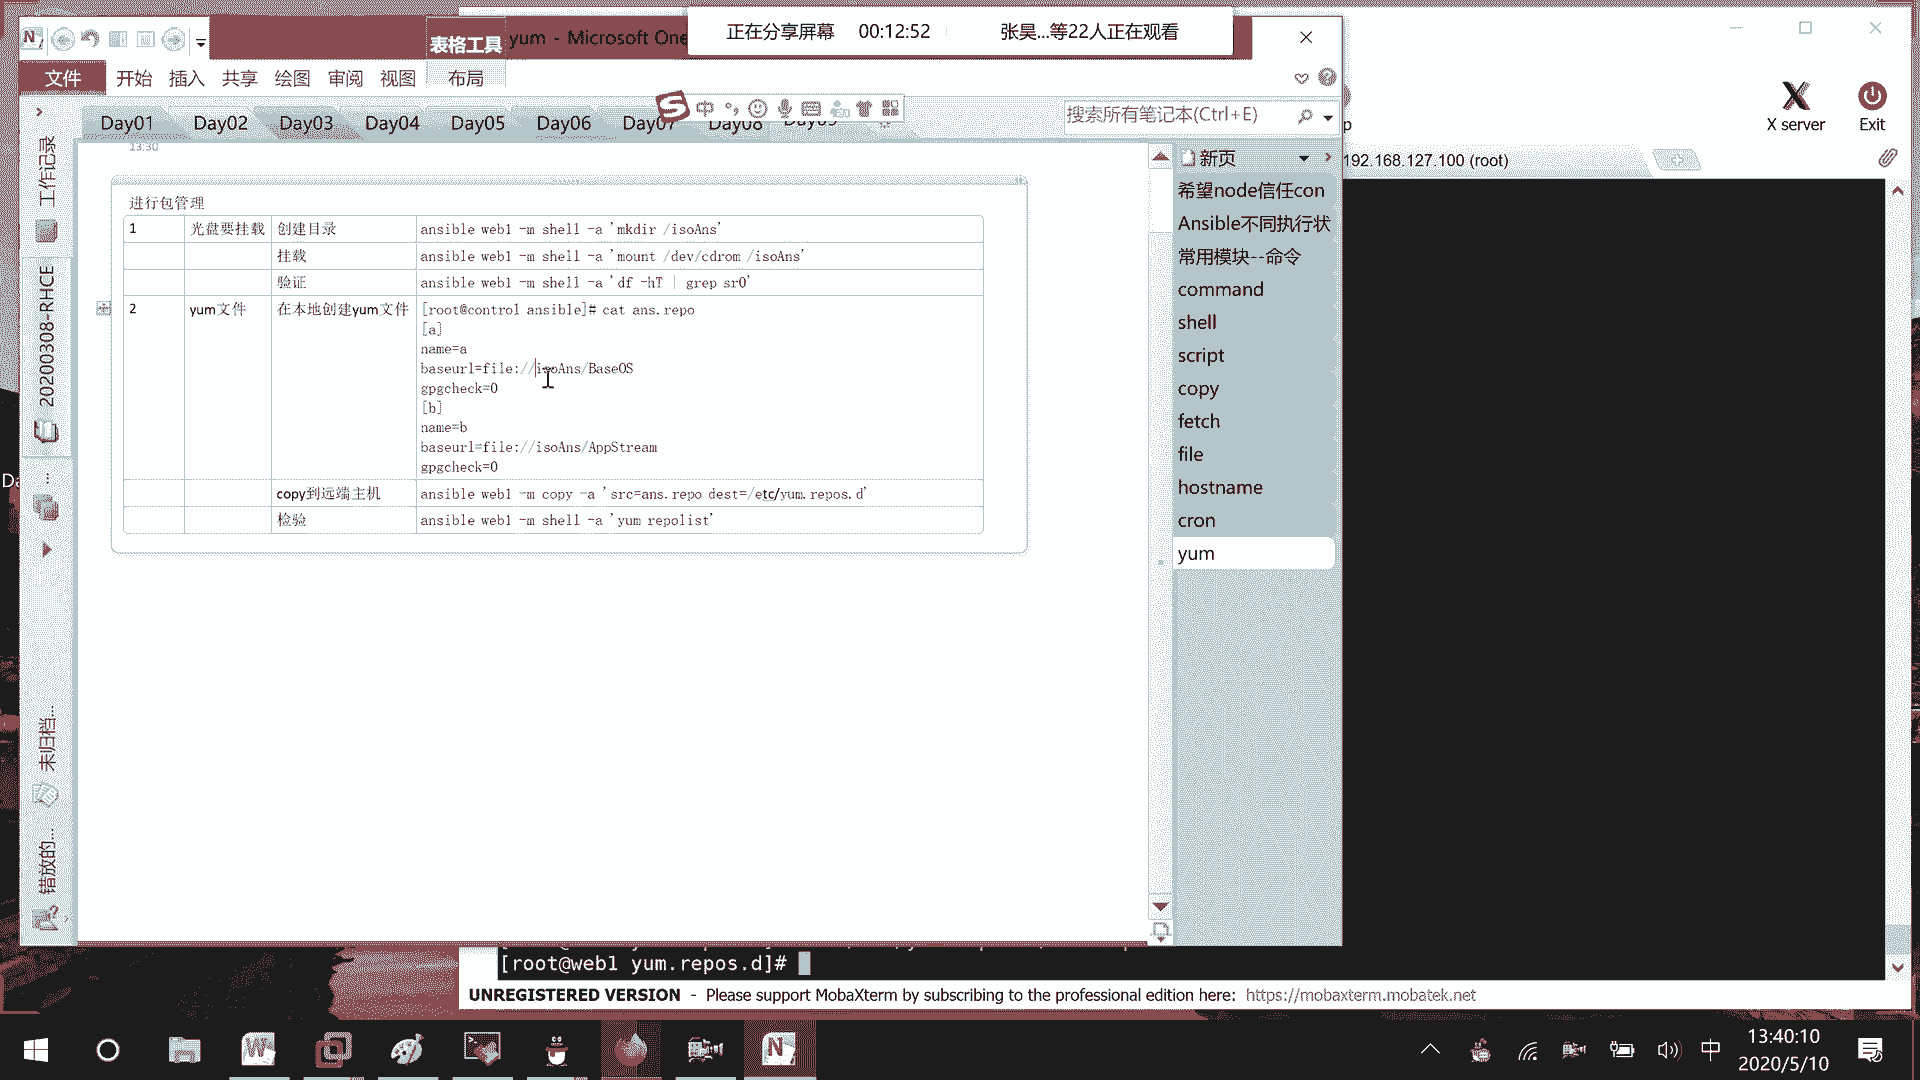 正在分享屏幕 00:12:52 张昊...等22人正在观看
表格工具 yum - Microsoft One
文件 开始 插入 共享 绘图 审阅 视图 布局
Day01 Day02 Day03 Day04 Day05 Day06 Day07 Day08 Day09
中
搜索所有笔记本(Ctrl+E)
X server Exit
192.168.127.100 (root)
工作记录
20200308-RHCE
...
未归档...
错放的...
13:30
进行包管理
1 光盘要挂载 创建目录 ansible web1 -m shell -a 'mkdir /isoAns'
挂载 ansible web1 -m shell -a 'mount /dev/cdrom /isoAns'
验证 ansible web1 -m shell -a 'df -hT | grep sr0'
2 yum文件 在本地创建yum文件 [root@control ansible]# cat ans.repo
[a]
name=a
baseurl=file://isoAns/BaseOS
gpgcheck=0
[b]
name=b
baseurl=file://isoAns/AppStream
gpgcheck=0
copy到远端主机 ansible web1 -m copy -a 'src=ans.repo dest=/etc/yum.repos.d'
检验 ansible web1 -m shell -a 'yum repolist'
新页
希望node信任con
Ansible不同执行状
常用模块--命令
command
shell
script
copy
fetch
file
hostname
cron
yum
[root@web1 yum.repos.d]#
UNREGISTERED VERSION - Please support MobaXterm by subscribing to the professional edition here: https://mobaxterm.mobatek.net
中 13:40:10
2020/5/10